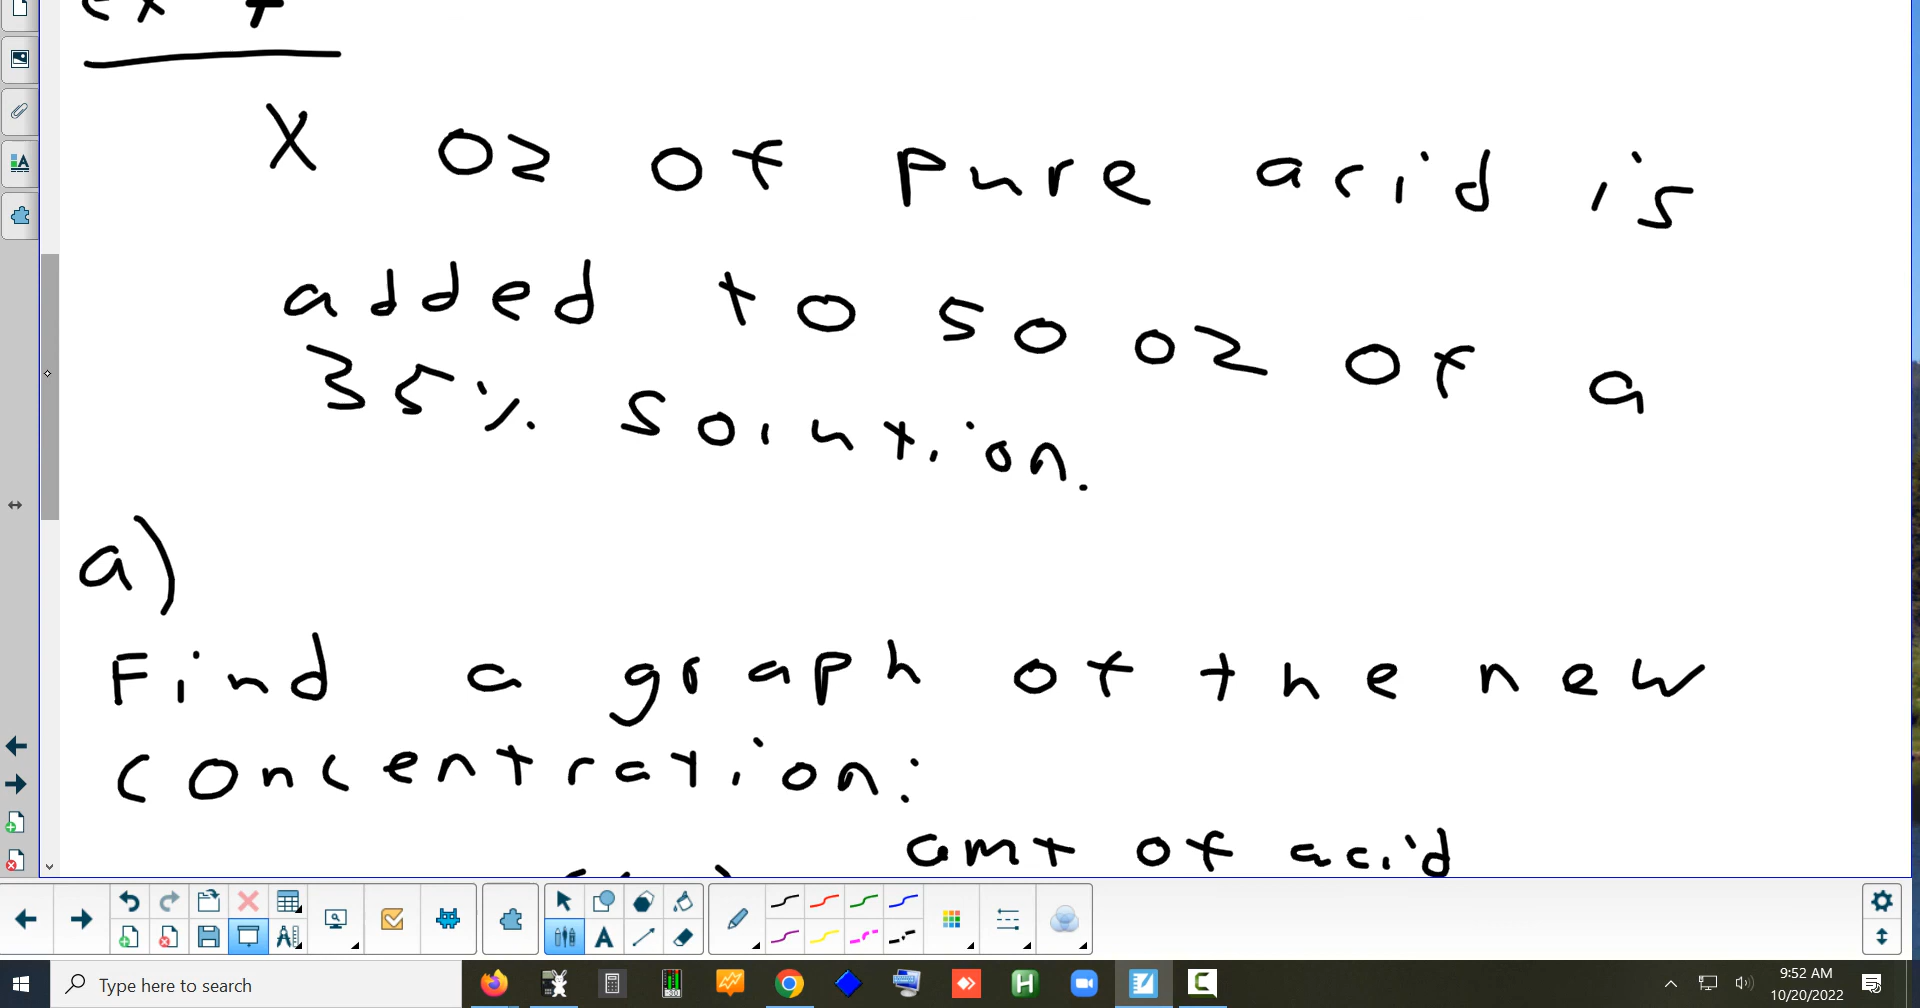 ex
X oz of pure acid is
added to 50 oz of a
35% solution.
a)
Find a graph of the new
concentration:
amt of acid
A
Type here to search
H
C
9:52 AM
10/20/2022